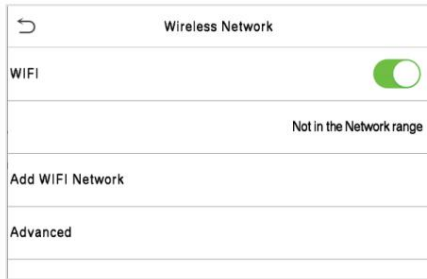 Wireless Network
WIFI
Not in the Network range
Add WIFI Network
Advanced